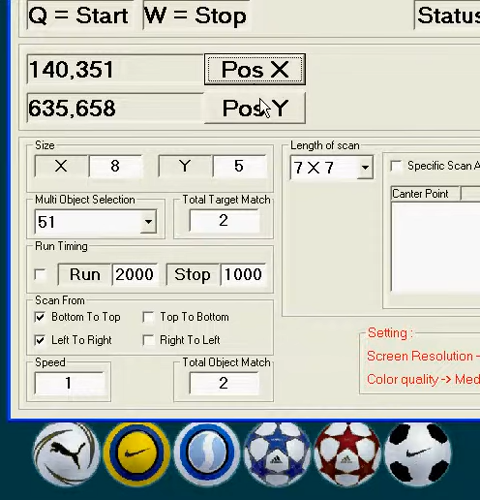 Q = Start W = Stop Status
140,351 Pos X
635,658 Pos Y
Size
X 8 Y 5
Length of scan
7 X 7
Specific Scan A
Canter Point
Multi Object Selection
51
Total Target Match
2
Run Timing
Run 2000 Stop 1000
Scan From
Bottom To Top Top To Bottom
Left To Right Right To Left
Speed
1
Total Object Match
2
Setting :
Screen Resolution -
Color quality -> Med